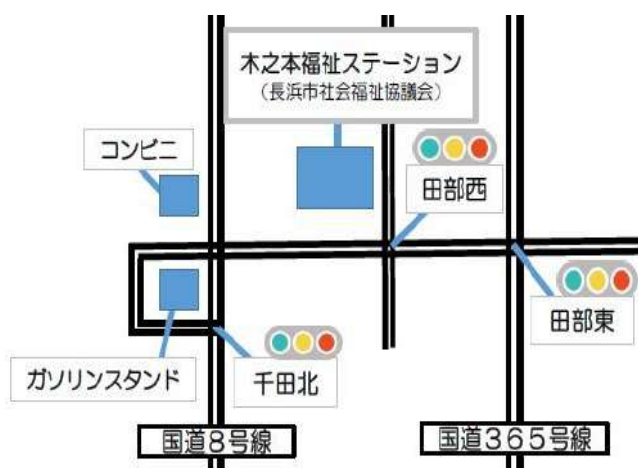 木之本福祉ステーション
（長浜市社会福祉協議会）
コンビニ
田部西
田部東
ガソリンスタンド
千田北
国道８号線
国道３６５号線